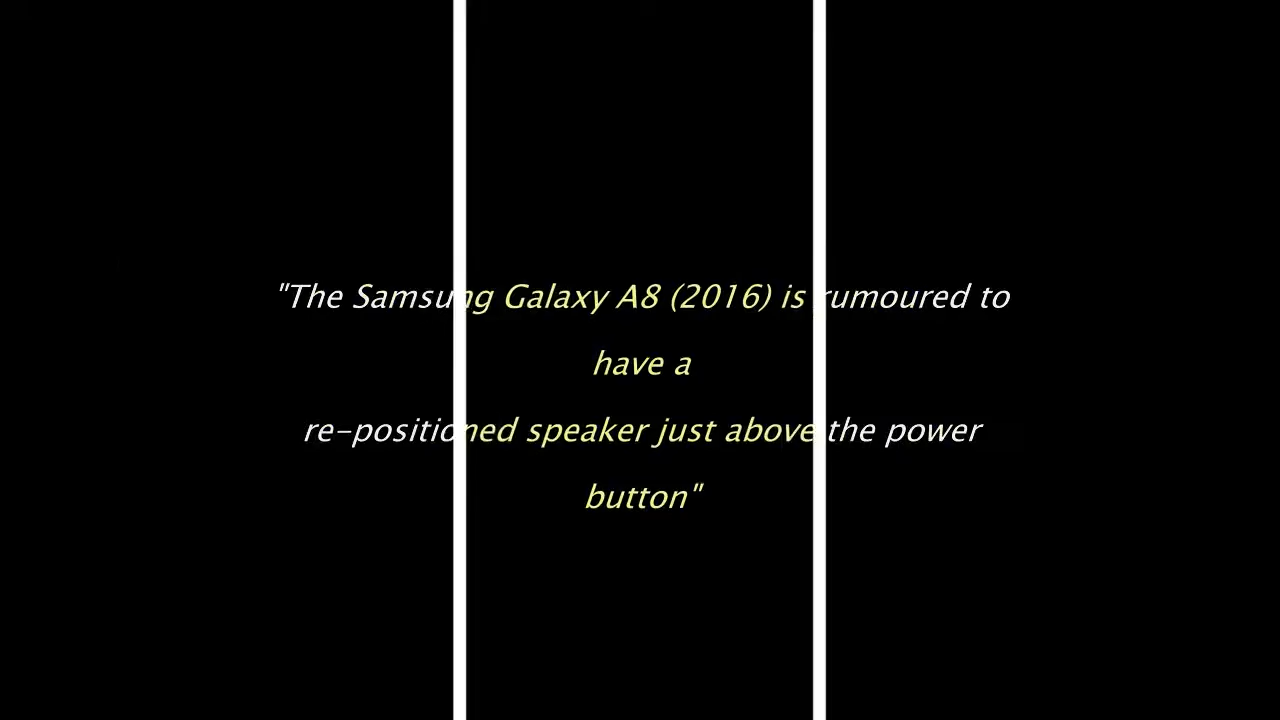 "The Samsung Galaxy A8 (2016) is rumoured to
have a
re-positioned speaker just above the power
button"